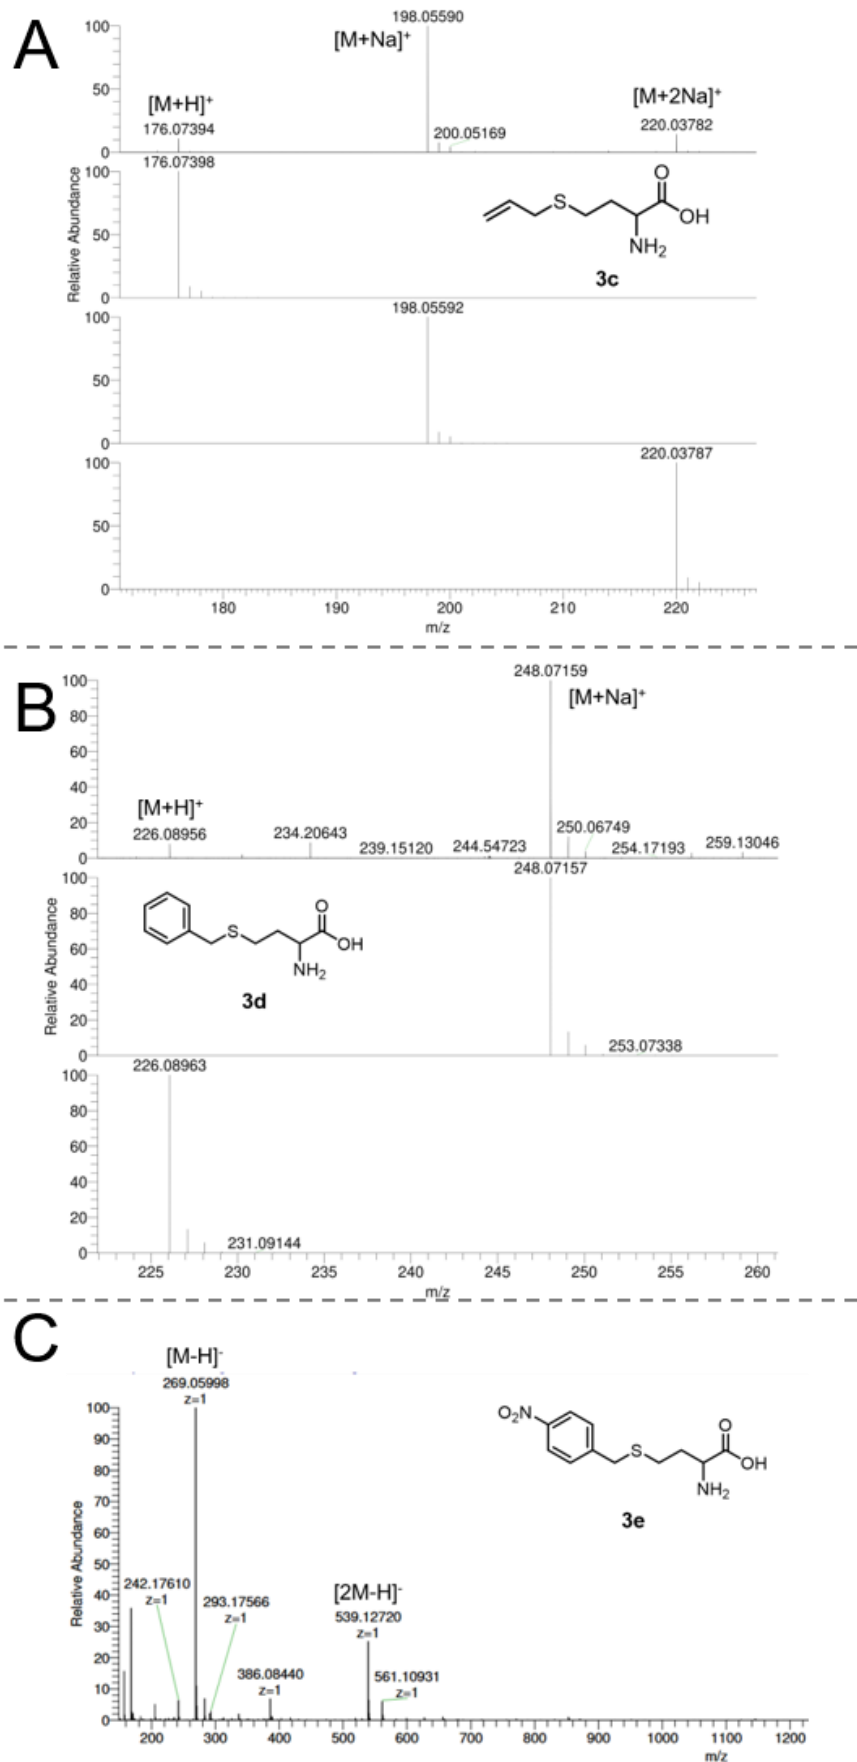 A
198.05590
[M+Na]⁺
[M+H]⁺
[M+2Na]⁺
176.07394
200.05169
220.03782
100
50
0
176.07398
100
50
0
O
S
OH
NH₂
3c
Relative Abundance
198.05592
100
50
0
220.03787
100
50
0
180 190 200 210 220
m/z
B
248.07159
[M+Na]⁺
[M+H]⁺
226.08956
234.20643
239.15120
244.54723
250.06749
254.17193
259.13046
100
80
60
40
20
0
248.07157
100
80
60
40
20
0
O
S
OH
NH₂
3d
253.07338
Relative Abundance
226.08963
100
80
60
40
20
0
231.09144
225 230 235 240 245 250 255 260
m/z
C
[M-H]⁻
269.05998
z=1
O₂N
O
S
OH
NH₂
3e
100
90
80
70
60
50
40
30
20
10
0
Relative Abundance
242.17610
z=1
293.17566
z=1
[2M-H]⁻
539.12720
z=1
386.08440
z=1
561.10931
z=1
200 300 400 500 600 700 800 900 1000 1100 1200
m/z